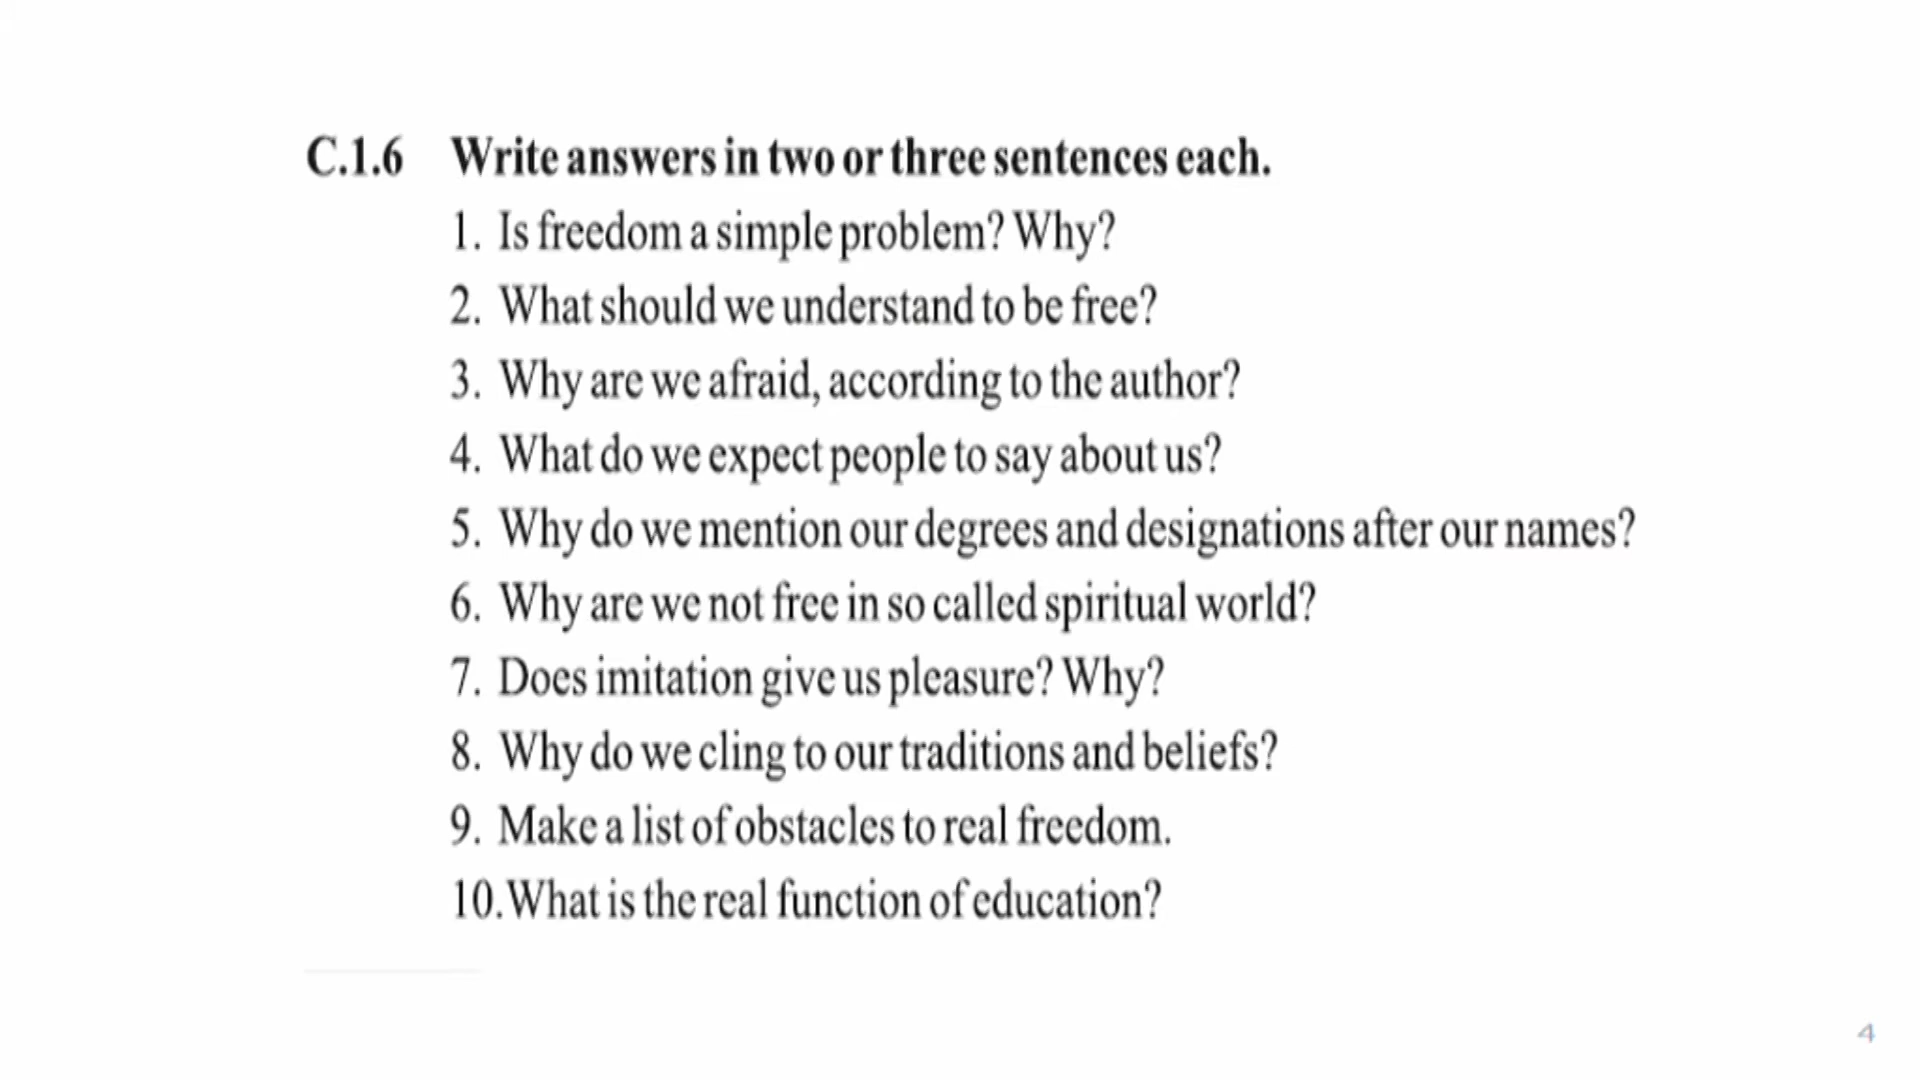 C.1.6 Write answers in two or three sentences each.
1. Is freedom a simple problem? Why?
2. What should we understand to be free?
3. Why are we afraid, according to the author?
4. What do we expect people to say about us?
5. Why do we mention our degrees and designations after our names?
6. Why are we not free in so called spiritual world?
7. Does imitation give us pleasure? Why?
8. Why do we cling to our traditions and beliefs?
9. Make a list of obstacles to real freedom.
10.What is the real function of education?
4